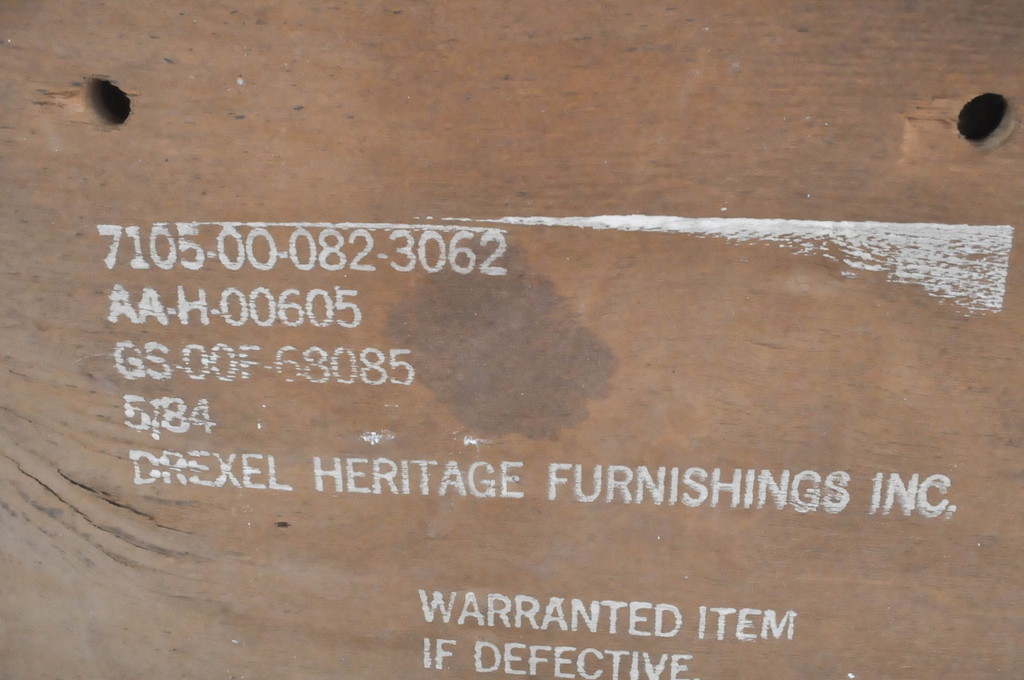 7105-00-082-3062
AA-H-00605
GS-00F-68085
5/84
DREXEL HERITAGE FURNISHINGS INC.
WARRANTED ITEM
IF DEFECTIVE